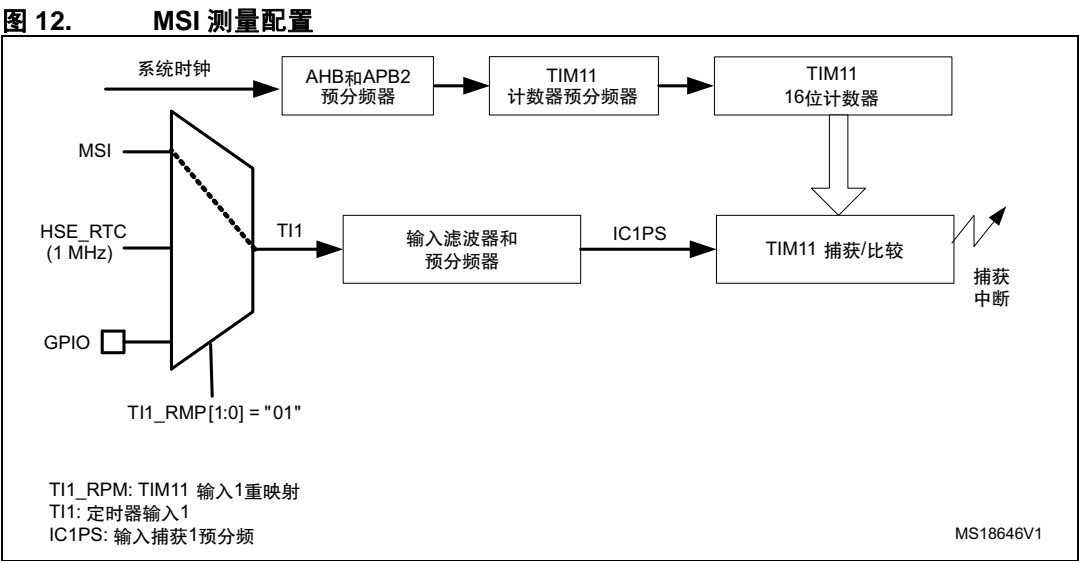 图 12. MSI 测量配置
系统时钟
AHB和APB2
预分频器
TIM11
计数器预分频器
TIM11
16位计数器
MSI
HSE_RTC
(1 MHz)
GPIO
TI1
输入滤波器和
预分频器
IC1PS
TIM11 捕获/比较
捕获
中断
TI1_RMP[1:0] = "01"
TI1_RPM: TIM11 输入1重映射
TI1: 定时器输入1
IC1PS: 输入捕获1预分频
MS18646V1